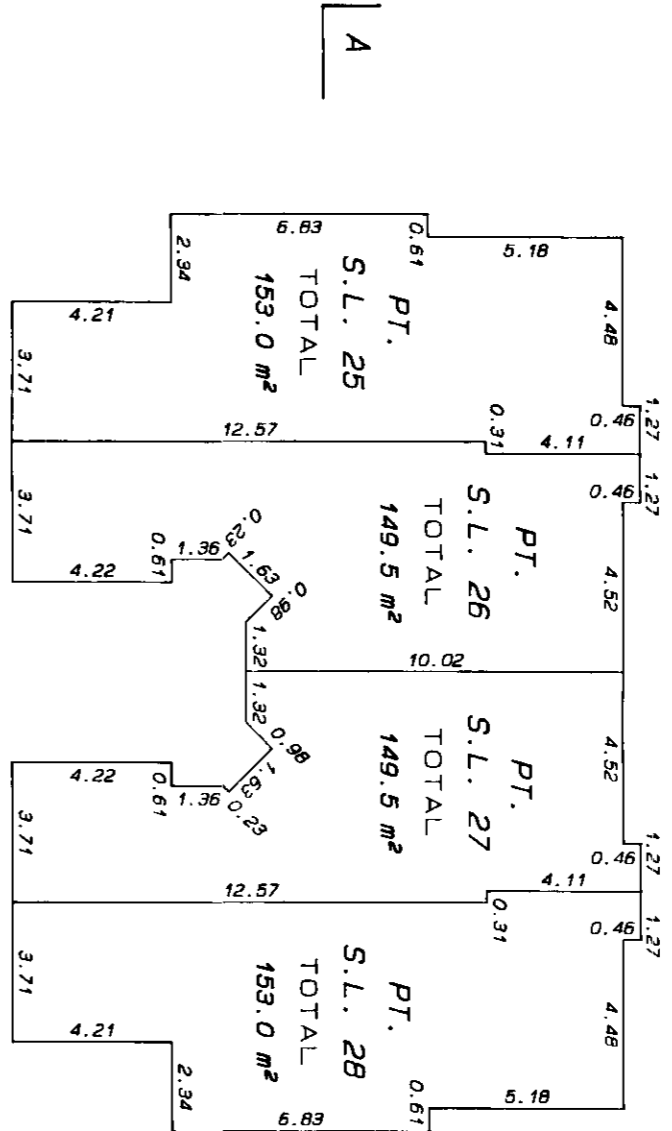 A
6.83
0.61
5.18
2.34
PT.
S.L. 25
TOTAL
153.0 m²
4.48
4.21
3.71
1.27
0.46
0.31
4.11
12.57
1.27
0.46
3.71
PT.
S.L. 26
TOTAL
149.5 m²
4.52
0.61
1.36
0.23
1.63
0.98
4.22
1.32
10.02
1.32
PT.
S.L. 27
TOTAL
149.5 m²
4.52
0.98
1.63
0.23
4.22
0.61
1.36
3.71
1.27
0.46
4.11
12.57
0.31
1.27
0.46
3.71
PT.
S.L. 28
TOTAL
153.0 m²
4.48
4.21
2.34
0.61
5.18
6.83